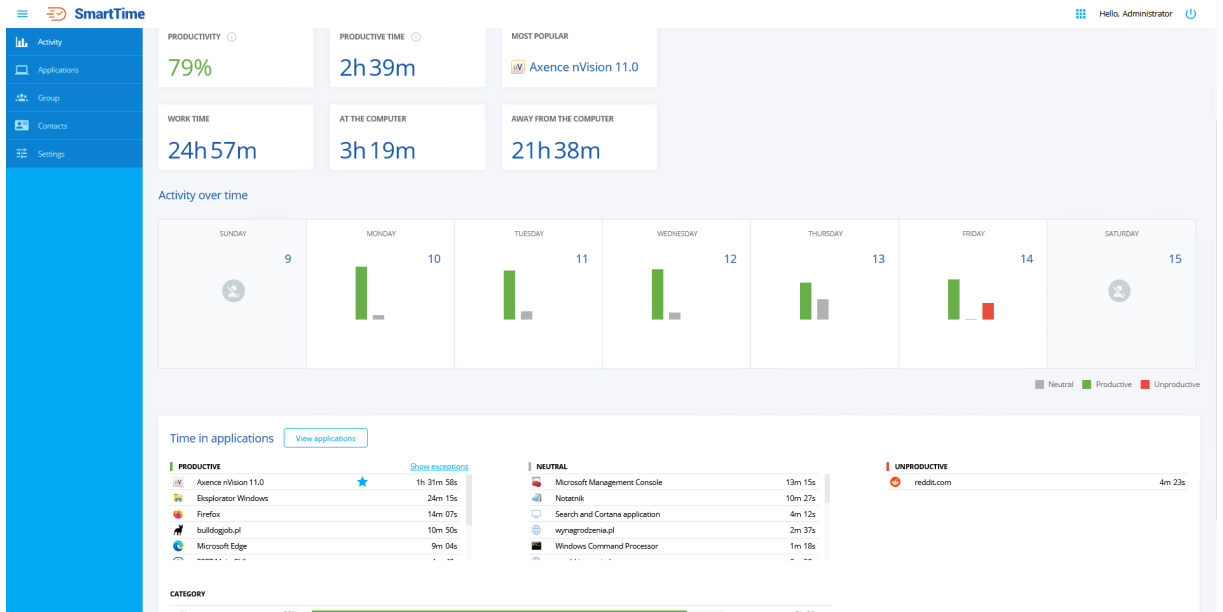 SmartTime
Hello, Administrator
Activity
Applications
Group
Contacts
Settings
PRODUCTIVITY
79%
PRODUCTIVE TIME
2h 39m
MOST POPULAR
Axence nVision 11.0
WORK TIME
24h 57m
AT THE COMPUTER
3h 19m
AWAY FROM THE COMPUTER
21h 38m
Activity over time
SUNDAY MONDAY TUESDAY WEDNESDAY THURSDAY FRIDAY SATURDAY
9 10 11 12 13 14 15
Neutral Productive Unproductive
Time in applications View applications
PRODUCTIVE Show exceptions
Axence nVision 11.0 1h 31m 58s
Eksplorator Windows 24m 15s
Firefox 14m 07s
bulldogjob.pl 10m 50s
Microsoft Edge 9m 04s
NEUTRAL
Microsoft Management Console 13m 15s
Notatnik 10m 27s
Search and Cortana application 4m 12s
wynagrodzenia.pl 2m 37s
Windows Command Processor 1m 18s
UNPRODUCTIVE
reddit.com 4m 23s
CATEGORY